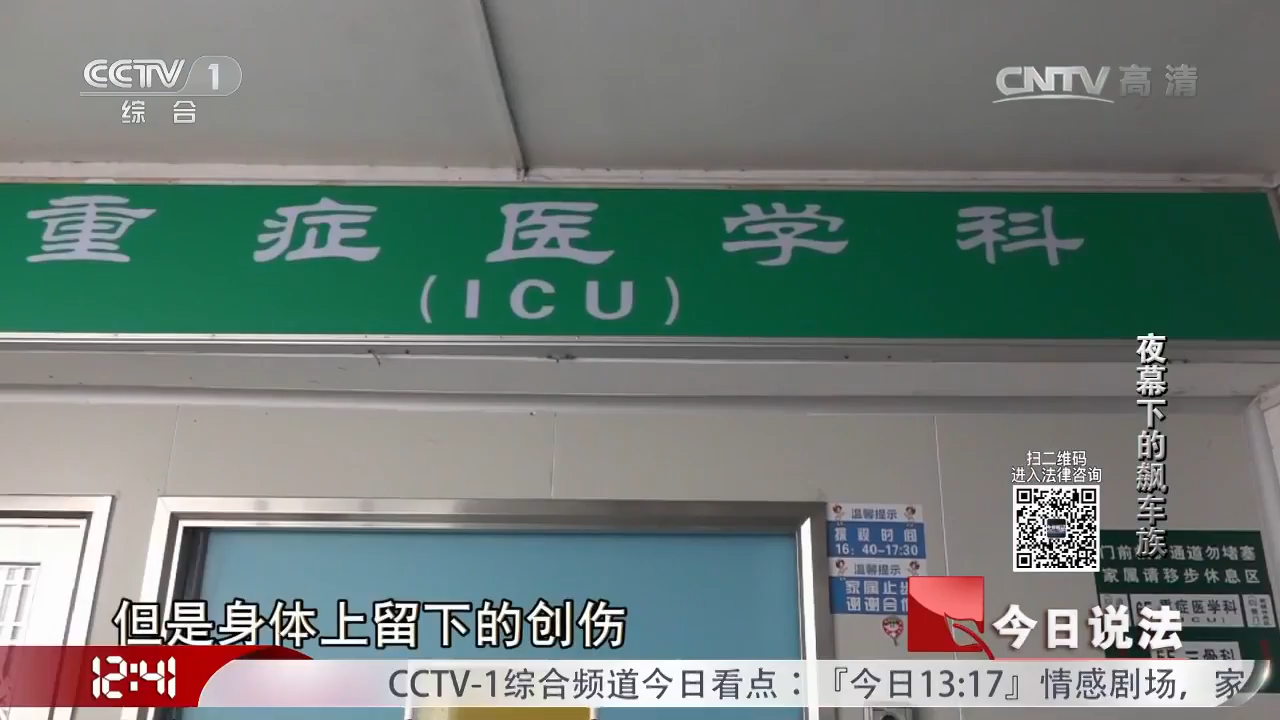 CCTV 1
综合
CNTV 高清
重症医学科
(ICU)
夜幕下的飙车族
扫二维码
进入法律咨询
温馨提示
探视时间
16:40-17:30
温馨提示
家属止
谢谢合作
通道勿堵塞
家属请移步休息区
重症医学科
三骨科
但是身体上留下的创伤
今日说法
12:41
CCTV-1综合频道今日看点：『今日13:17』情感剧场，家